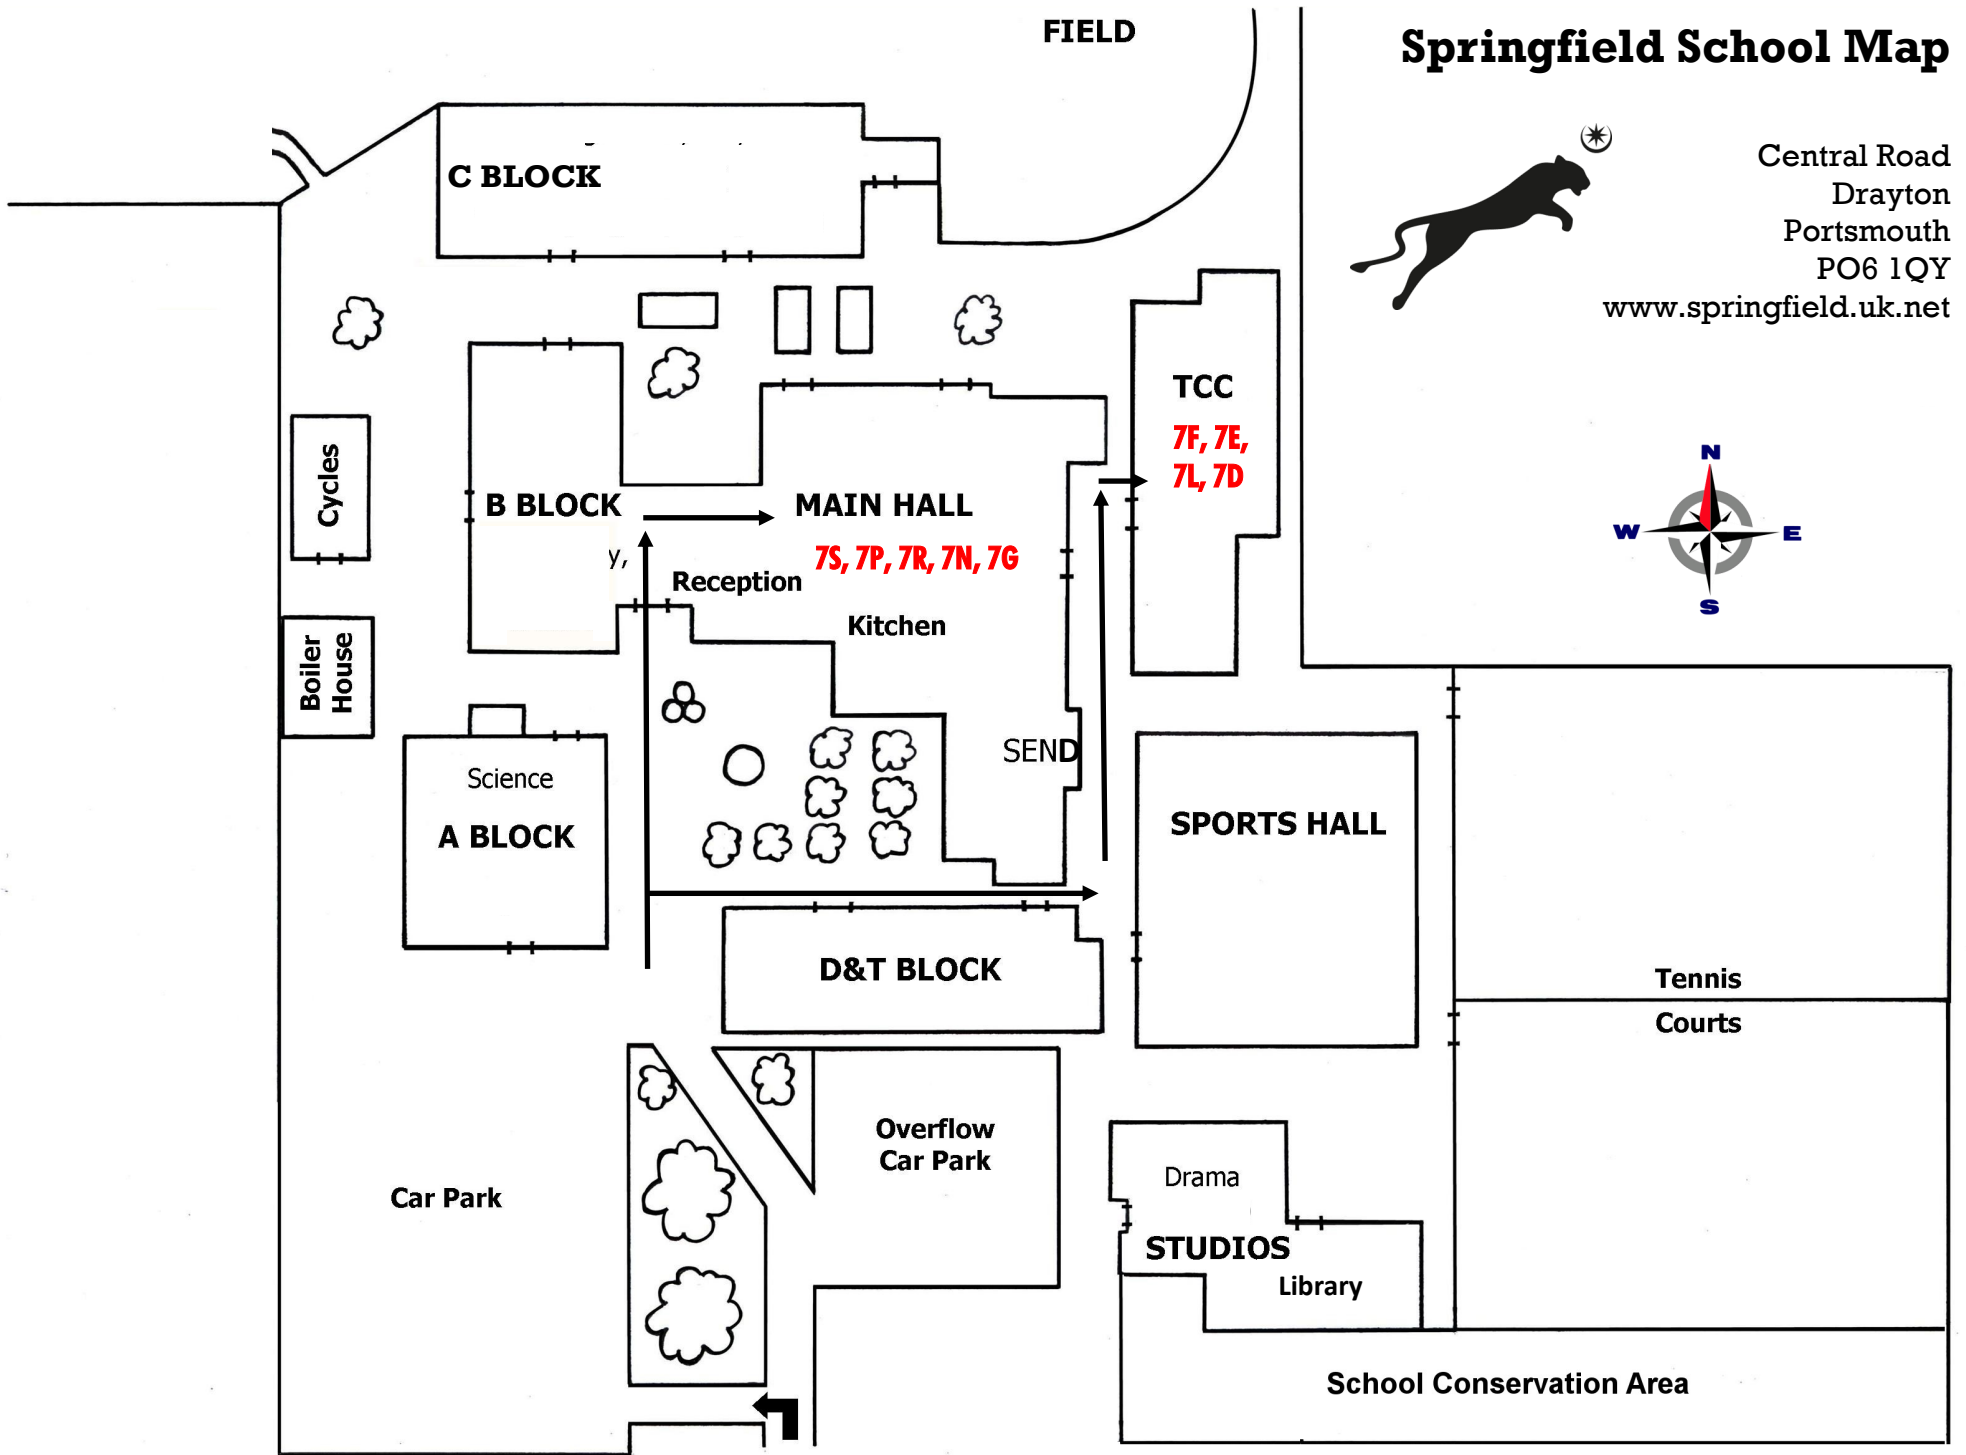 FIELD
Springfield School Map
Central Road
Drayton
Portsmouth
PO6 1QY
www.springfield.uk.net
C BLOCK
TCC
7F, 7E,
7L, 7D
N
W
E
S
Cycles
B BLOCK
MAIN HALL
y,
7S, 7P, 7R, 7N, 7G
Reception
Kitchen
Boiler
House
SEND
Science
A BLOCK
SPORTS HALL
D&T BLOCK
Tennis
Courts
Overflow
Car Park
Car Park
Drama
STUDIOS
Library
School Conservation Area